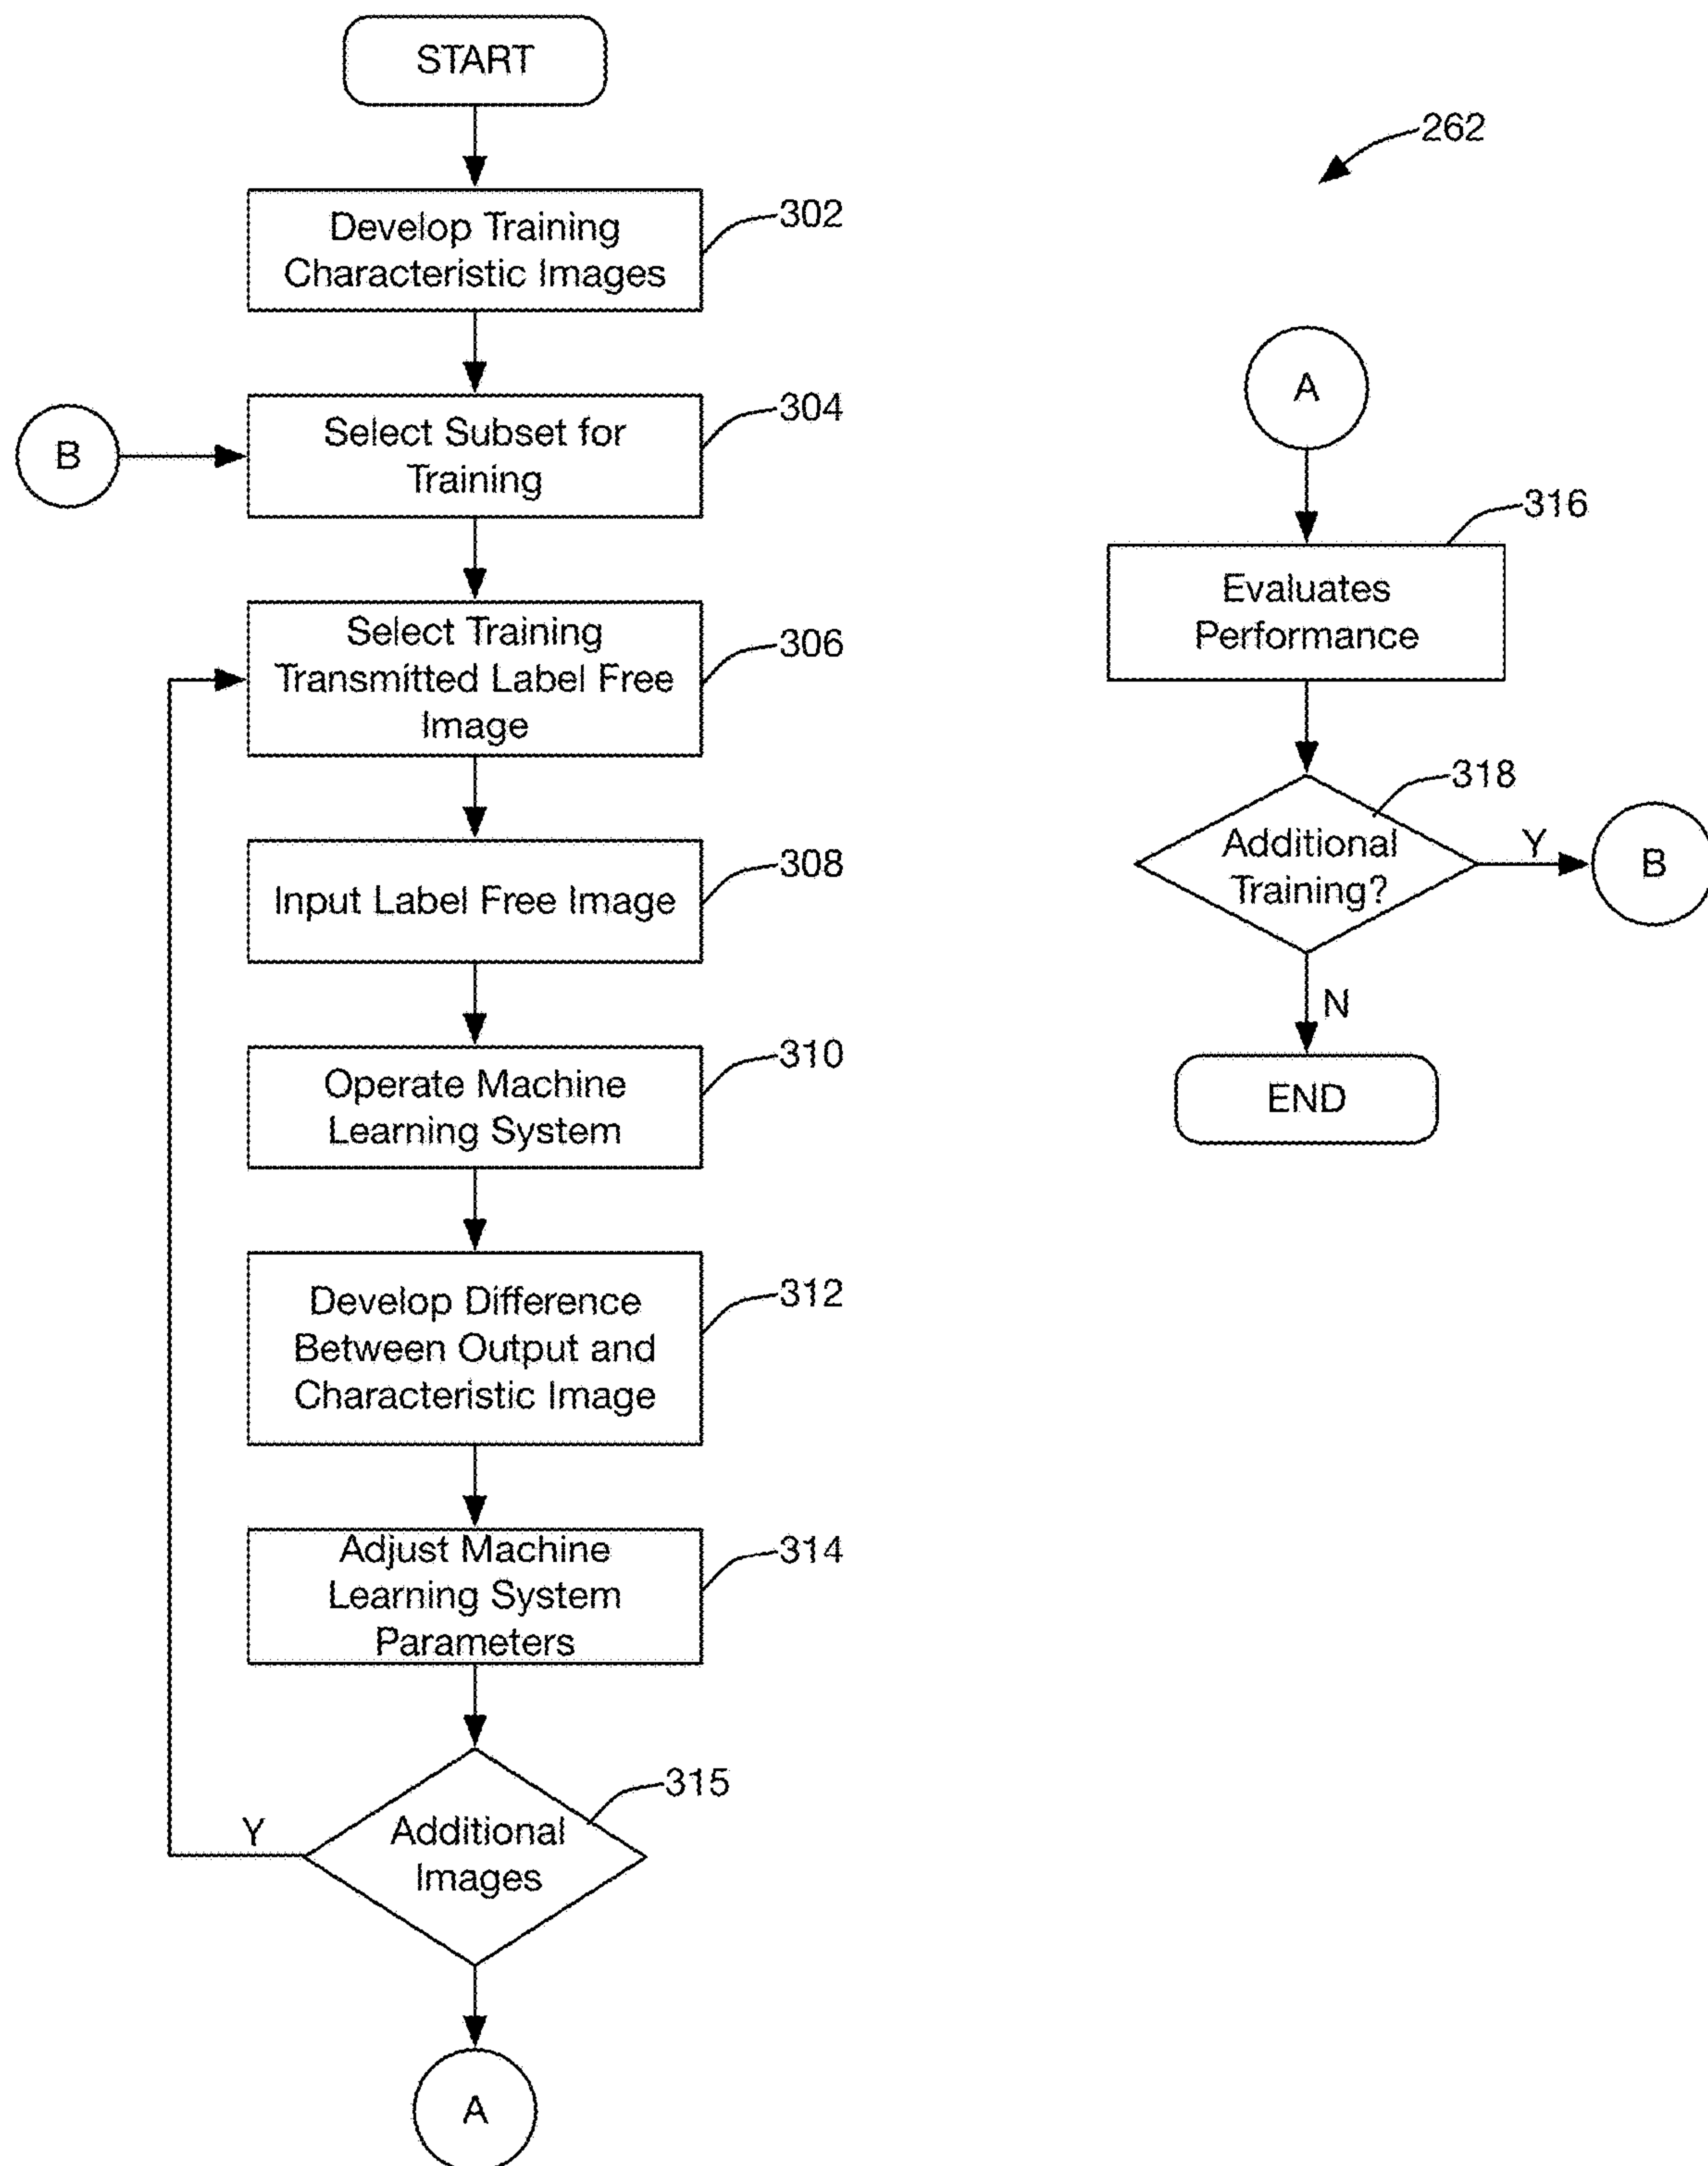 START
Develop Training
Characteristic Images
302
B
Select Subset for
Training
304
Select Training
Transmitted Label Free
Image
306
Input Label Free Image
308
Operate Machine
Learning System
310
Develop Difference
Between Output and
Characteristic Image
312
Adjust Machine
Learning System
Parameters
314
Additional
Images
315
Y
A
262
A
Evaluates
Performance
316
Additional
Training?
318
Y
B
N
END